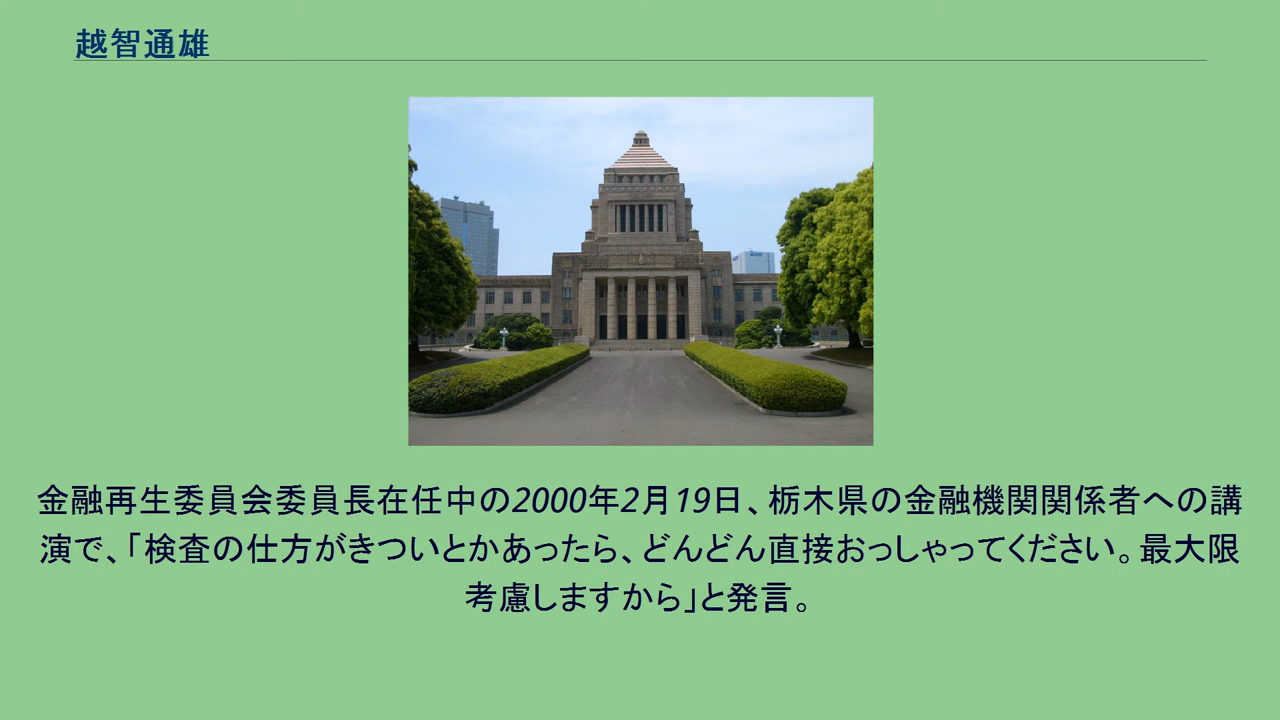 越智通雄
金融再生委員会委員長在任中の2000年2月19日、栃木県の金融機関関係者への講
演で、「検査の仕方がきついとかあったら、どんどん直接おっしゃってください。最大限
考慮しますから」と発言。